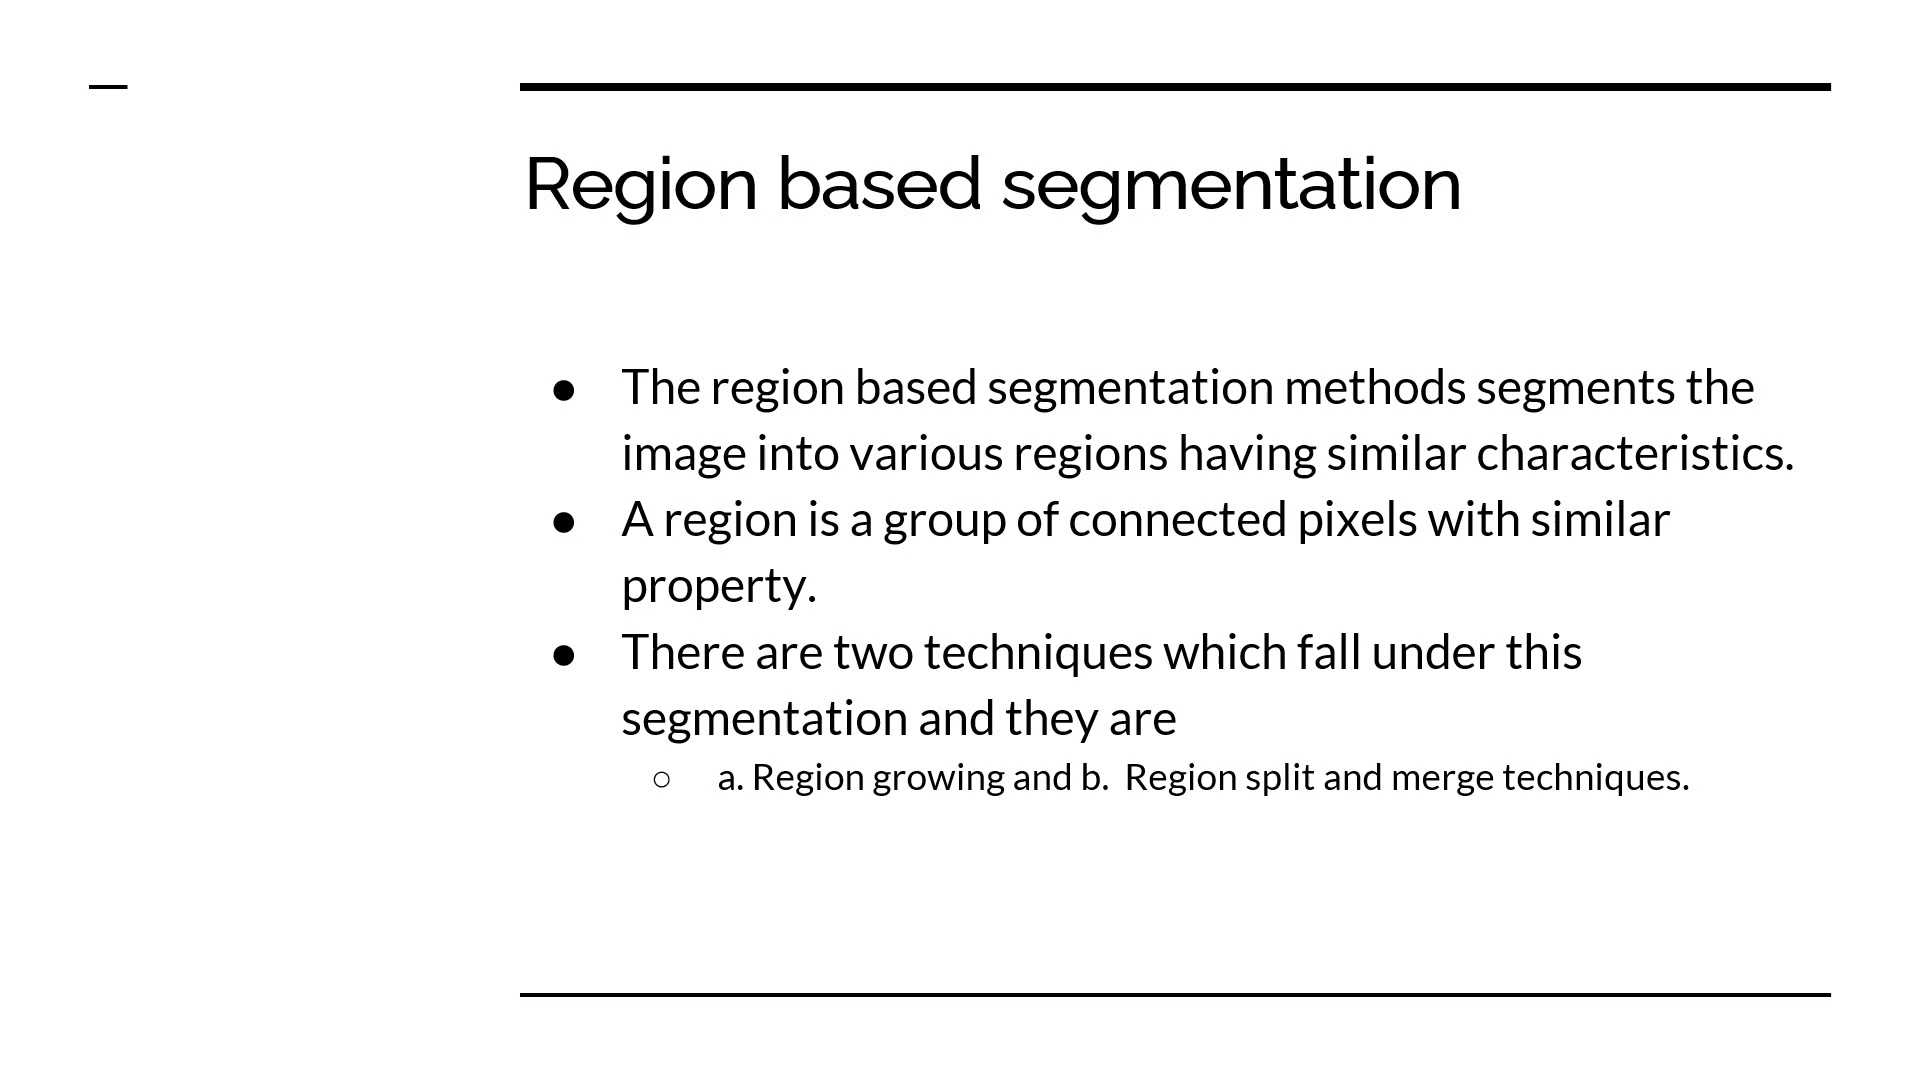 Region based segmentation
● The region based segmentation methods segments the
image into various regions having similar characteristics.
● A region is a group of connected pixels with similar
property.
● There are two techniques which fall under this
segmentation and they are
○ a. Region growing and b.  Region split and merge techniques.